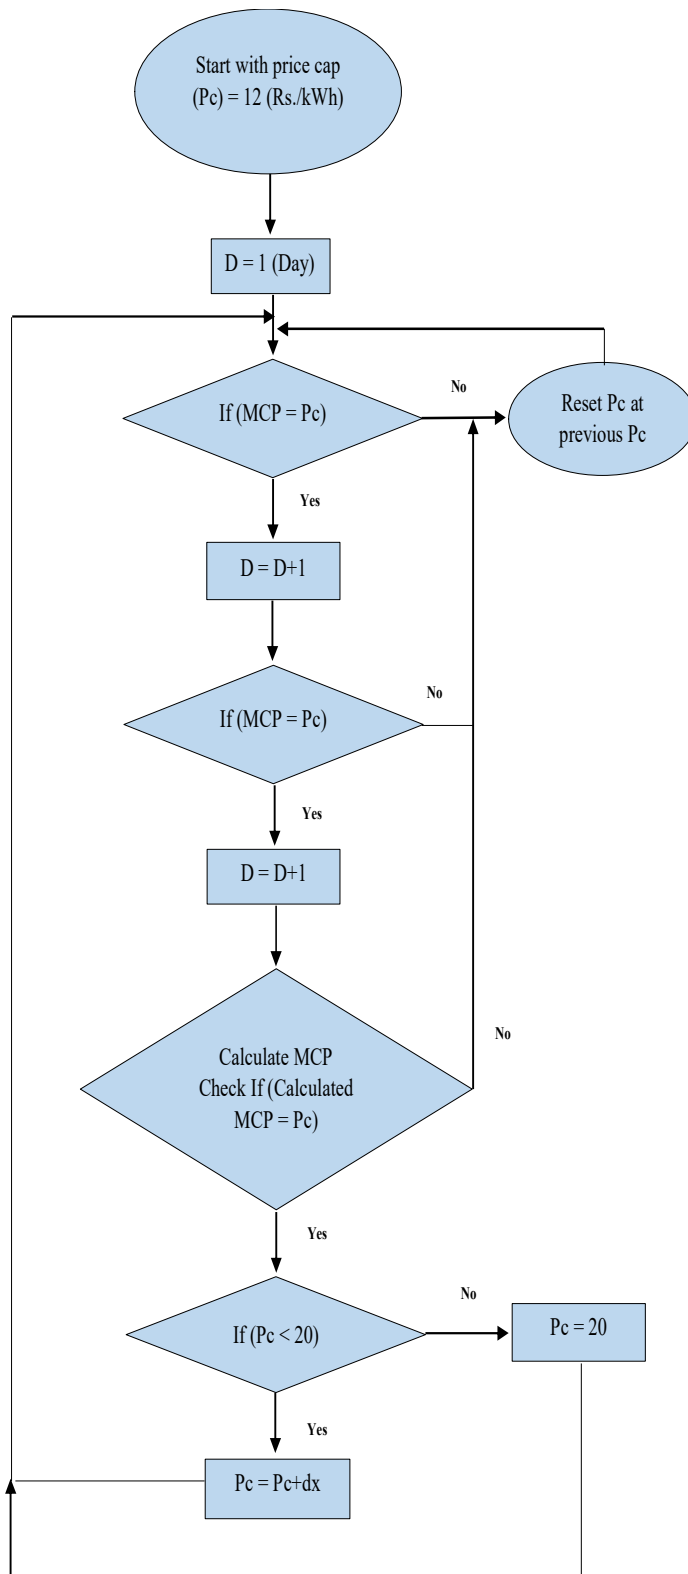 Start with price cap
(Pc) = 12 (Rs./kWh)
D = 1 (Day)
If (MCP = Pc)
No
Reset Pc at
previous Pc
Yes
D = D+1
If (MCP = Pc)
No
Yes
D = D+1
Calculate MCP
Check If (Calculated
MCP = Pc)
No
Yes
If (Pc < 20)
No
Pc = 20
Yes
Pc = Pc+dx